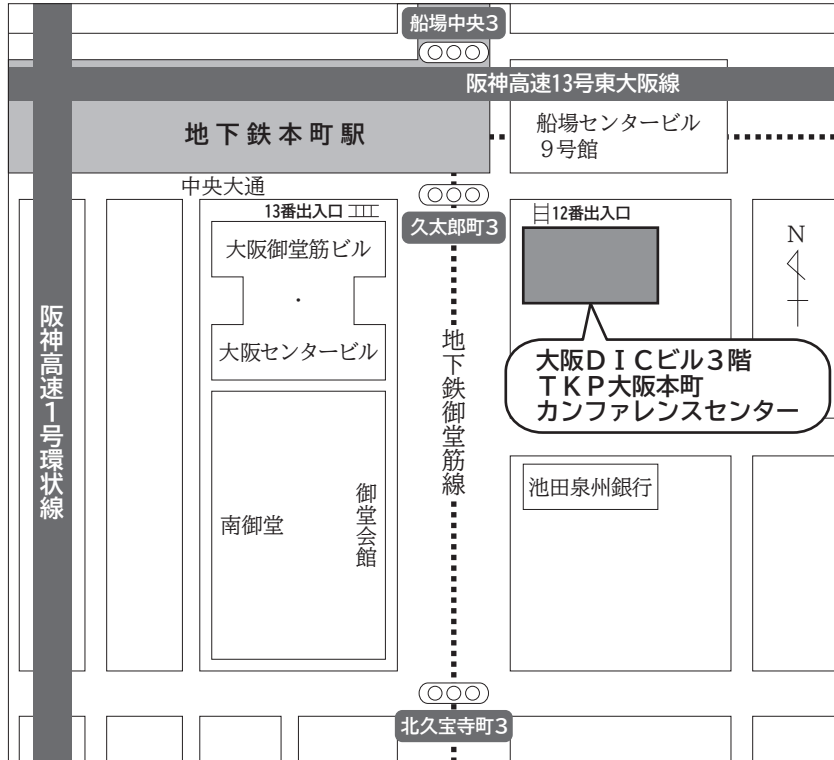 船場中央3
阪神高速13号東大阪線
地下鉄本町駅
船場センタービル
９号館
中央大通
13番出入口
久太郎町3
12番出入口
大阪御堂筋ビル
・
大阪センタービル
N
阪神高速1号環状線
地下鉄御堂筋線
大阪ＤＩＣビル３階
ＴＫＰ大阪本町
カンファレンスセンター
池田泉州銀行
南御堂
御堂会館
北久宝寺町3